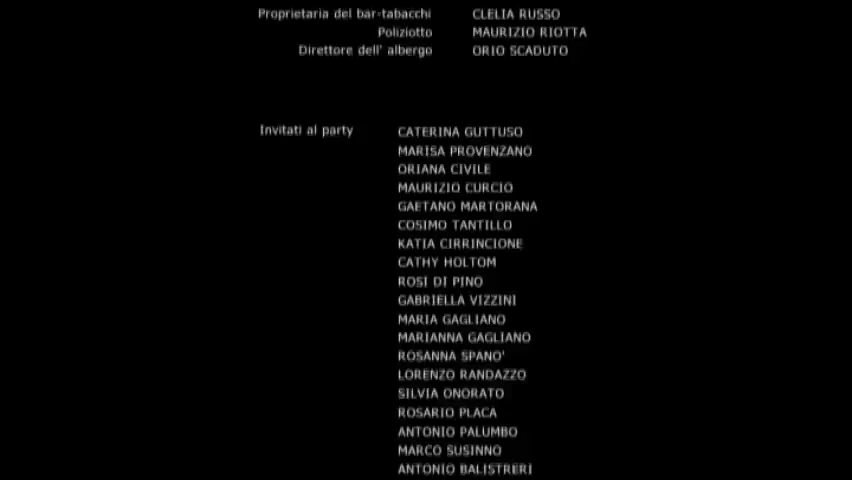 Proprietaria del bar-tabacchi CLELIA RUSSO
Poliziotto MAURIZIO RIOTTA
Direttore dell' albergo ORIO SCADUTO
Invitati al party CATERINA GUTTUSO
MARISA PROVENZANO
ORIANA CIVILE
MAURIZIO CURCIO
GAETANO MARTORANA
COSIMO TANTILLO
KATIA CIRRINCIONE
CATHY HOLTOM
ROSI DI PINO
GABRIELLA VIZZINI
MARIA GAGLIANO
MARIANNA GAGLIANO
ROSANNA SPANO'
LORENZO RANDAZZO
SILVIA ONORATO
ROSARIO PLACA
ANTONIO PALUMBO
MARCO SUSINNO
ANTONIO BALISTRERI